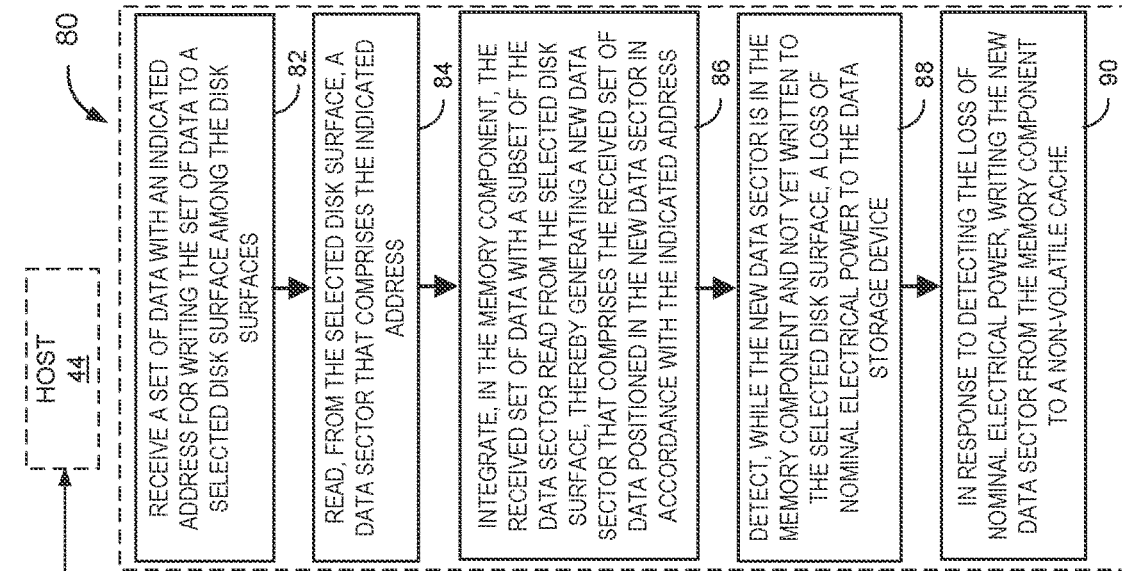 HOST
44
80
RECEIVE A SET OF DATA WITH AN INDICATED
ADDRESS FOR WRITING THE SET OF DATA TO A
SELECTED DISK SURFACE AMONG THE DISK
SURFACES
82
READ, FROM THE SELECTED DISK SURFACE, A
DATA SECTOR THAT COMPRISES THE INDICATED
ADDRESS
84
INTEGRATE, IN THE MEMORY COMPONENT, THE
RECEIVED SET OF DATA WITH A SUBSET OF THE
DATA SECTOR READ FROM THE SELECTED DISK
SURFACE, THEREBY GENERATING A NEW DATA
SECTOR THAT COMPRISES THE RECEIVED SET OF
DATA POSITIONED IN THE NEW DATA SECTOR IN
ACCORDANCE WITH THE INDICATED ADDRESS
86
DETECT, WHILE THE NEW DATA SECTOR IS IN THE
MEMORY COMPONENT AND NOT YET WRITTEN TO
THE SELECTED DISK SURFACE, A LOSS OF
NOMINAL ELECTRICAL POWER TO THE DATA
STORAGE DEVICE
88
IN RESPONSE TO DETECTING THE LOSS OF
NOMINAL ELECTRICAL POWER, WRITING THE NEW
DATA SECTOR FROM THE MEMORY COMPONENT
TO A NON-VOLATILE CACHE
90